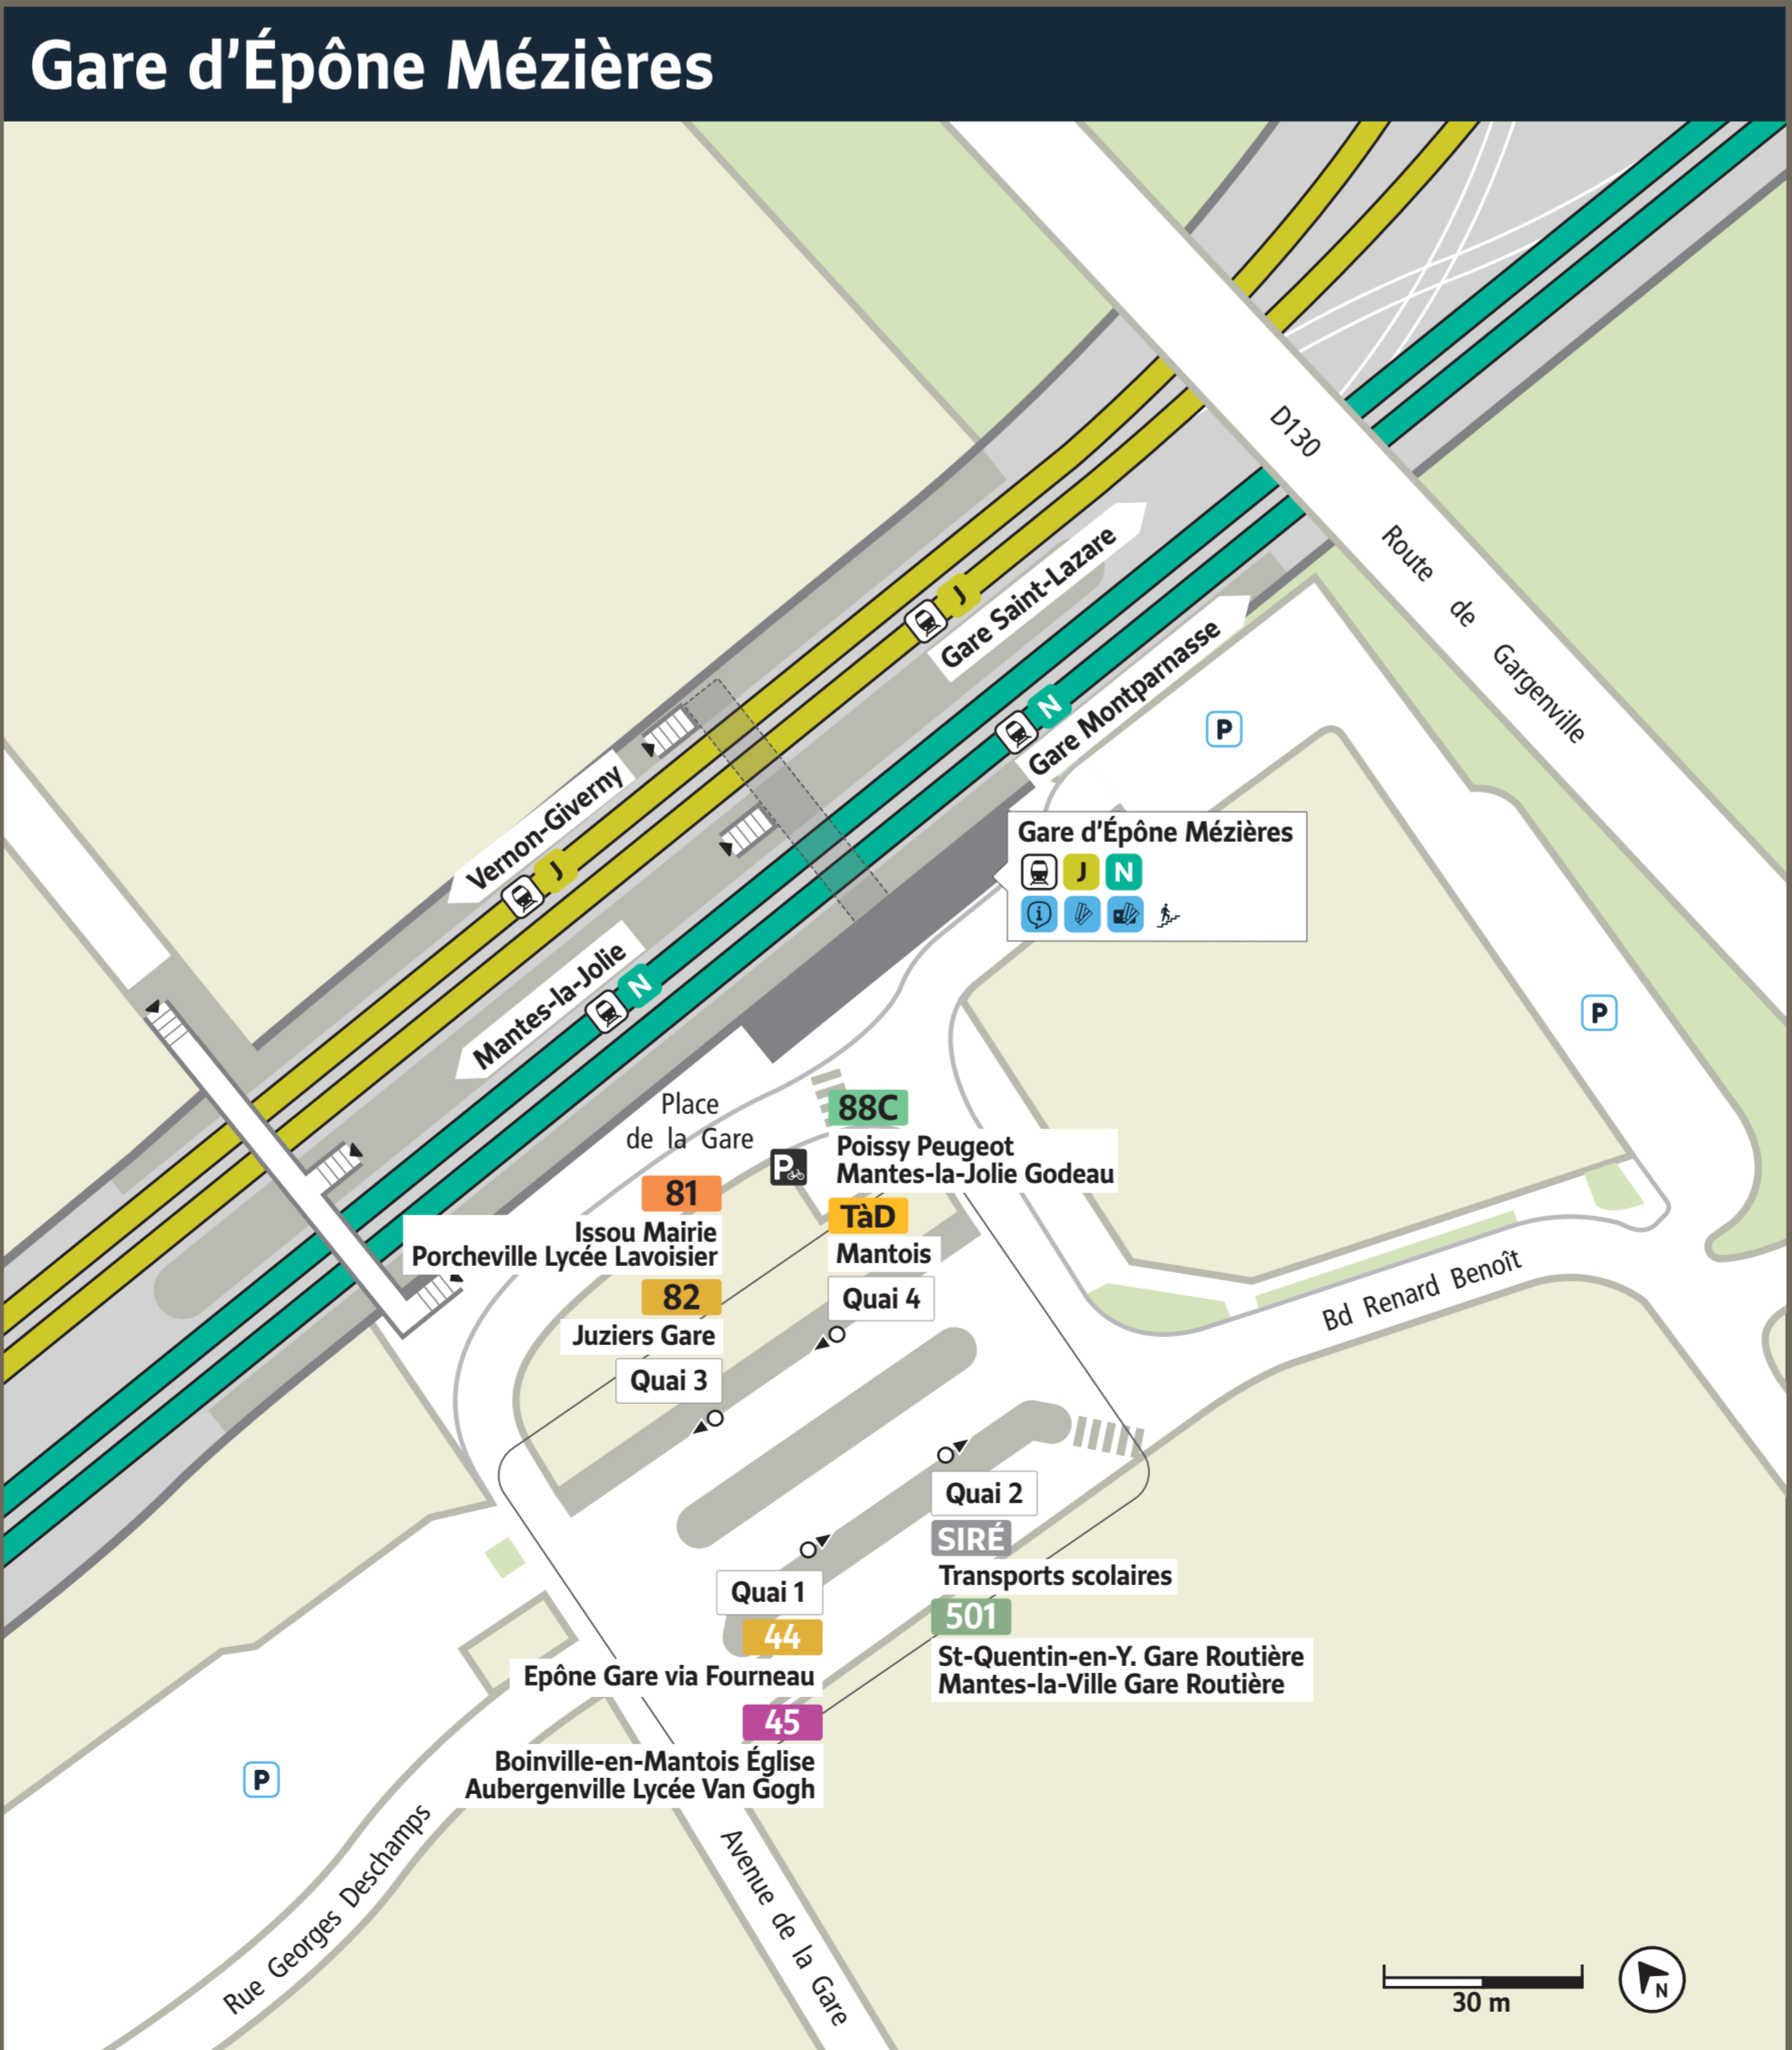 Gare d'Épône Mézières
D130
Route de Gargenville
J
Gare Saint-Lazare
N
Gare Montparnasse
P
Vernon-Giverny
J
Gare d'Épône Mézières
J N
i
Mantes-la-Jolie
N
P
Place
de la Gare
P
88C
Poissy Peugeot
Mantes-la-Jolie Godeau
81
Issou Mairie
Porcheville Lycée Lavoisier
TàD
Mantois
82
Juziers Gare
Quai 4
Quai 3
Bd Renard Benoît
Quai 2
SIRÉ
Transports scolaires
501
St-Quentin-en-Y. Gare Routière
Mantes-la-Ville Gare Routière
Quai 1
44
Epône Gare via Fourneau
45
Boinville-en-Mantois Église
Aubergenville Lycée Van Gogh
P
Rue Georges Deschamps
Avenue de la Gare
30 m
N